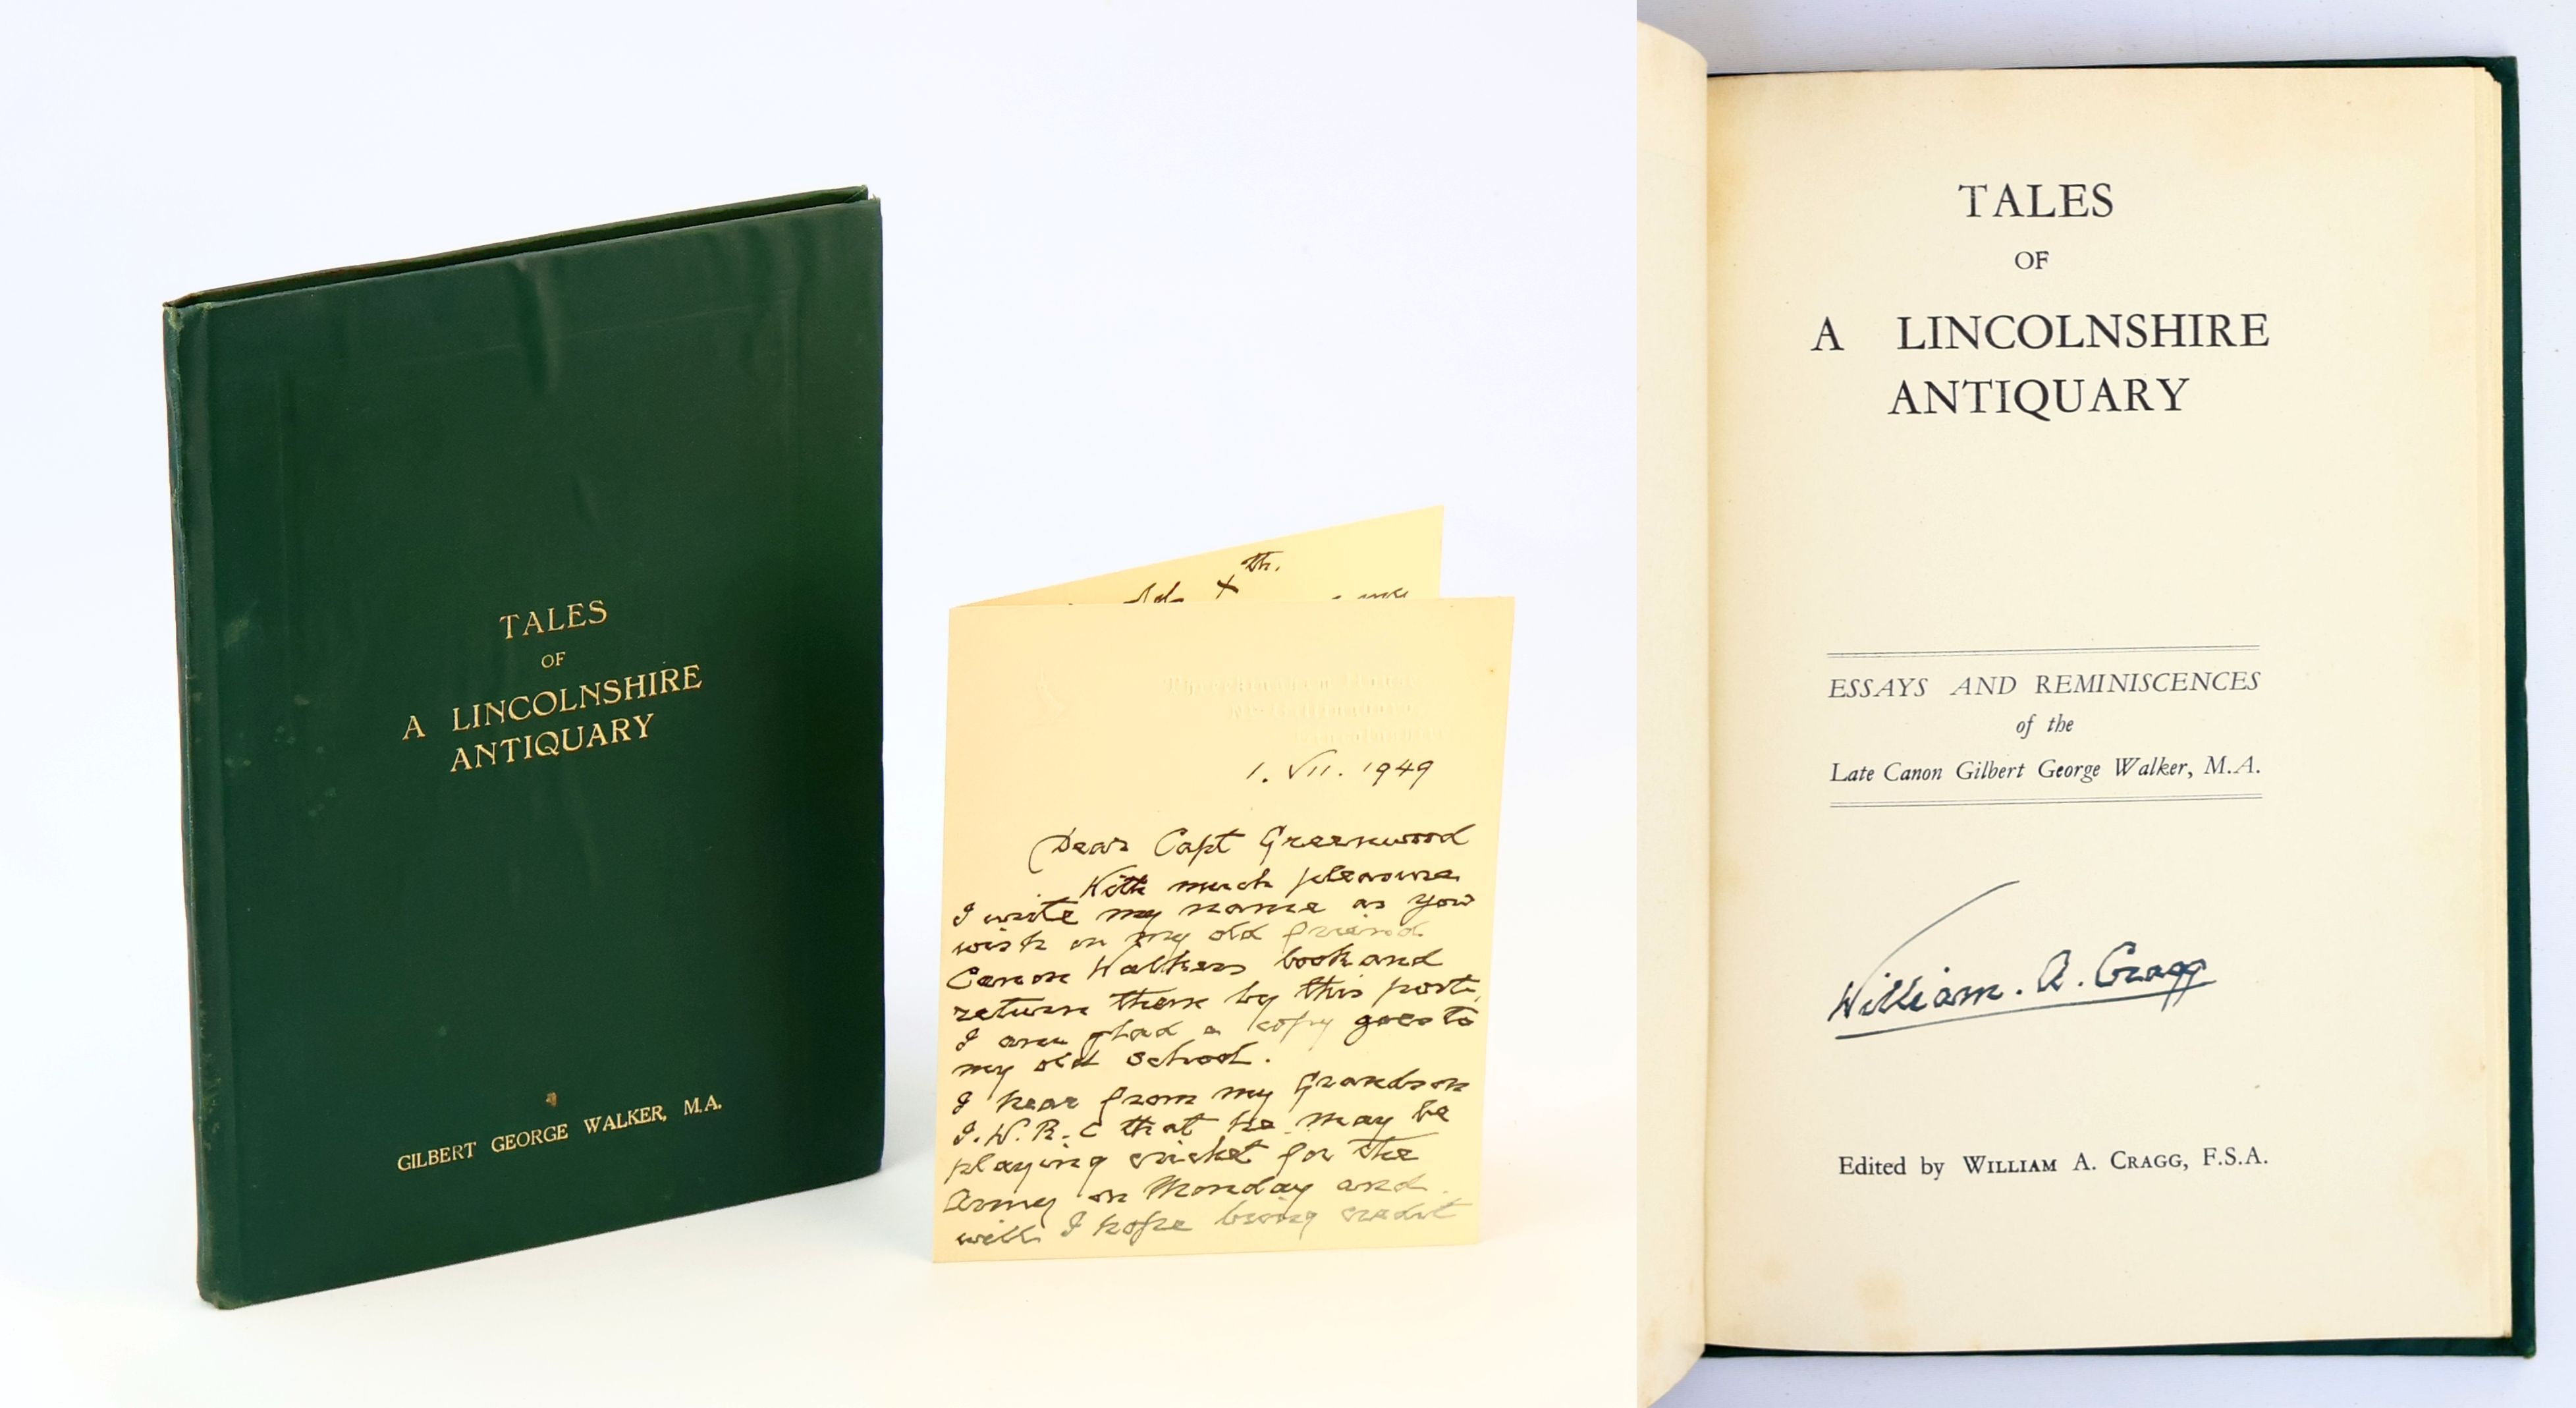 TALES
OF
A LINCOLNSHIRE
ANTIQUARY
GILBERT GEORGE WALKER, M.A.
th.
1. VII. 1949
Dear Capt Greenwood
With much pleasure
I write my name as you
wish on my old friend
Canon Walkers book and
return them by this post,
I am glad a copy goes to
my old school.
I hear from my Grandson
J.W.R.C that he may be
playing cricket for the
Army on Monday and
will I hope bring credit
TALES
OF
A LINCOLNSHIRE
ANTIQUARY
ESSAYS AND REMINISCENCES
of the
Late Canon Gilbert George Walker, M.A.
William. A. Cragg
Edited by WILLIAM A. CRAGG, F.S.A.